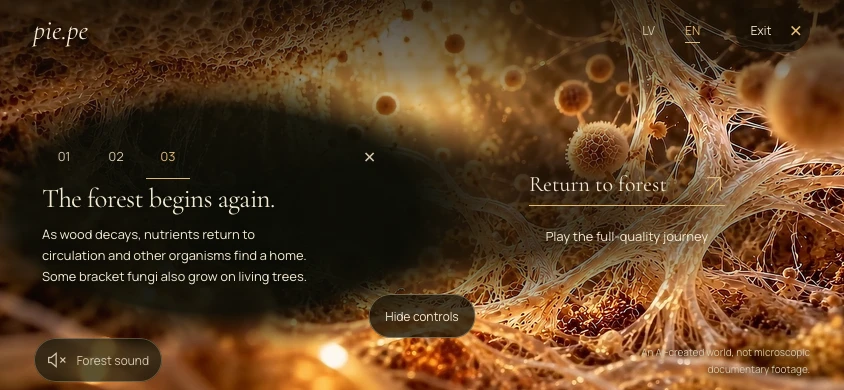 pie.pe
LV
EN
Exit
01
02
03
The forest begins again.
As wood decays, nutrients return to
circulation and other organisms find a home.
Some bracket fungi also grow on living trees.
Return to forest
Play the full-quality journey
Hide controls
Forest sound
An AI-created world, not microscopic
documentary footage.